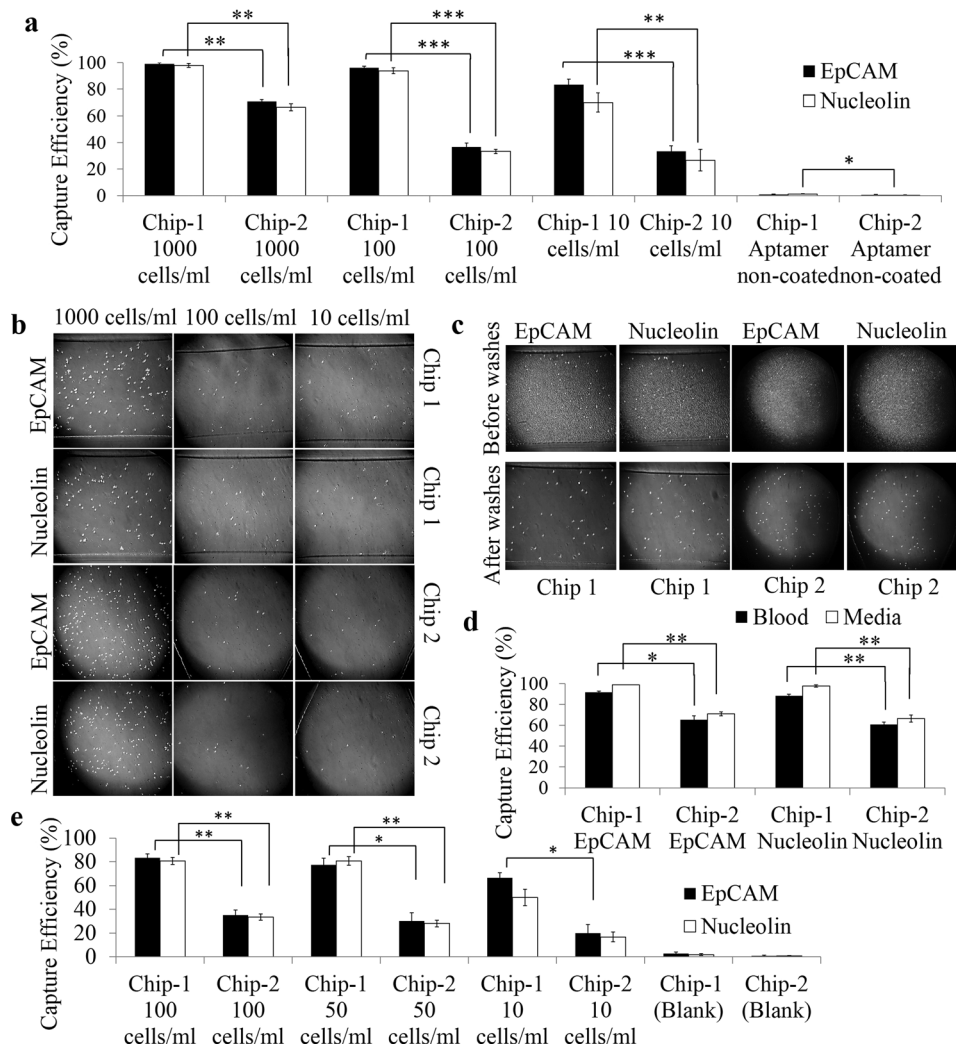 a
Capture Efficiency (%)
100
80
60
40
20
0
**
**
***
***
**
***
*
EpCAM
Nucleolin
Chip-1
1000
cells/ml
Chip-2
1000
cells/ml
Chip-1
100
cells/ml
Chip-2
100
cells/ml
Chip-1 10
cells/ml
Chip-2 10
cells/ml
Chip-1
Aptamer
non-coated
Chip-2
Aptamer
non-coated
b
1000 cells/ml 100 cells/ml 10 cells/ml
EpCAM
Chip 1
Nucleolin
Chip 1
EpCAM
Chip 2
Nucleolin
Chip 2
c
EpCAM Nucleolin EpCAM Nucleolin
Before washes
After washes
Chip 1 Chip 1 Chip 2 Chip 2
d
Blood Media
Capture Efficiency (%)
100
80
60
40
20
0
**
*
**
**
Chip-1
EpCAM
Chip-2
EpCAM
Chip-1
Nucleolin
Chip-2
Nucleolin
e
Capture Efficiency (%)
100
80
60
40
20
0
**
**
**
*
*
EpCAM
Nucleolin
Chip-1
100
cells/ml
Chip-2
100
cells/ml
Chip-1
50
cells/ml
Chip-2
50
cells/ml
Chip-1
10
cells/ml
Chip-2
10
cells/ml
Chip-1
(Blank)
Chip-2
(Blank)